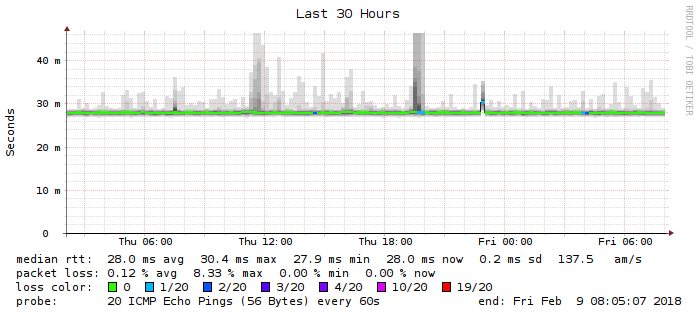 Last 30 Hours
RRDTOOL / TOBI OETIKER
Seconds
40 m
30 m
20 m
10 m
0
Thu 06:00 Thu 12:00 Thu 18:00 Fri 00:00 Fri 06:00
median rtt: 28.0 ms avg 30.4 ms max 27.9 ms min 28.0 ms now 0.2 ms sd 137.5 am/s
packet loss: 0.12 % avg 8.33 % max 0.00 % min 0.00 % now
loss color: 0 1/20 2/20 3/20 4/20 10/20 19/20
probe: 20 ICMP Echo Pings (56 Bytes) every 60s end: Fri Feb 9 08:05:07 2018